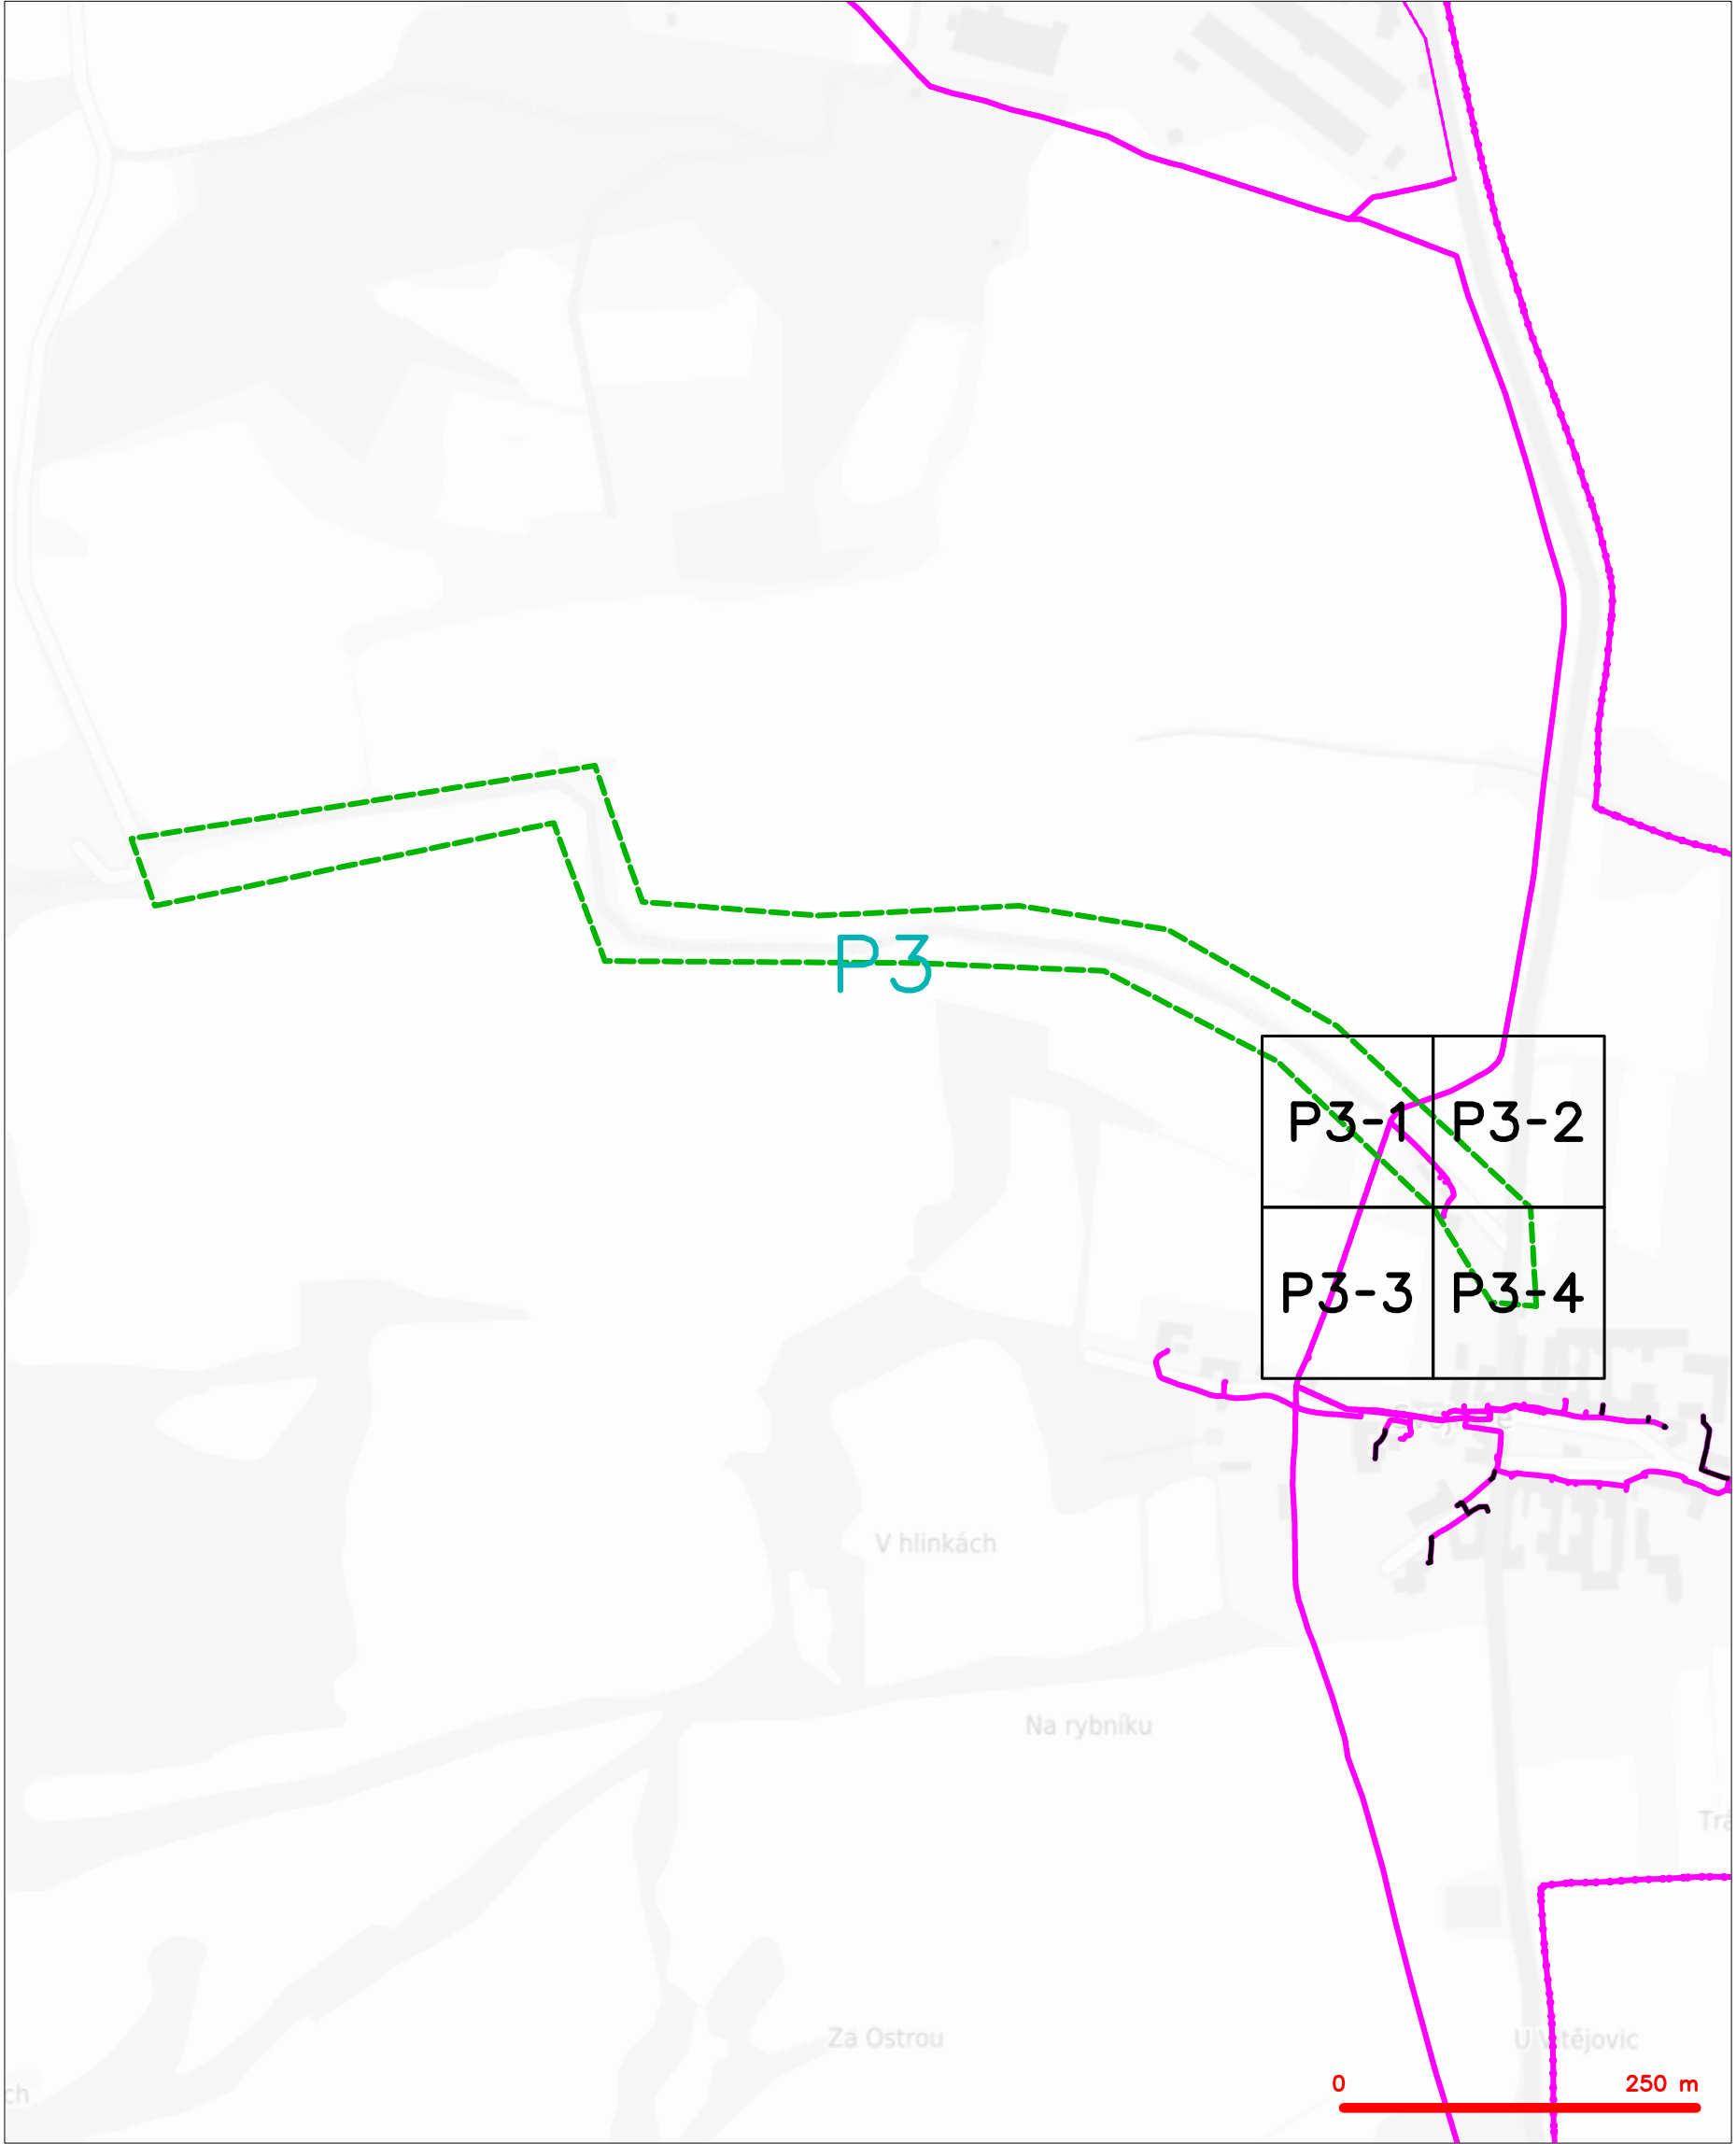 P3
P3-1 P3-2
P3-3 P3-4
V hlinkách
Na rybníku
Za Ostrou
0 250 m